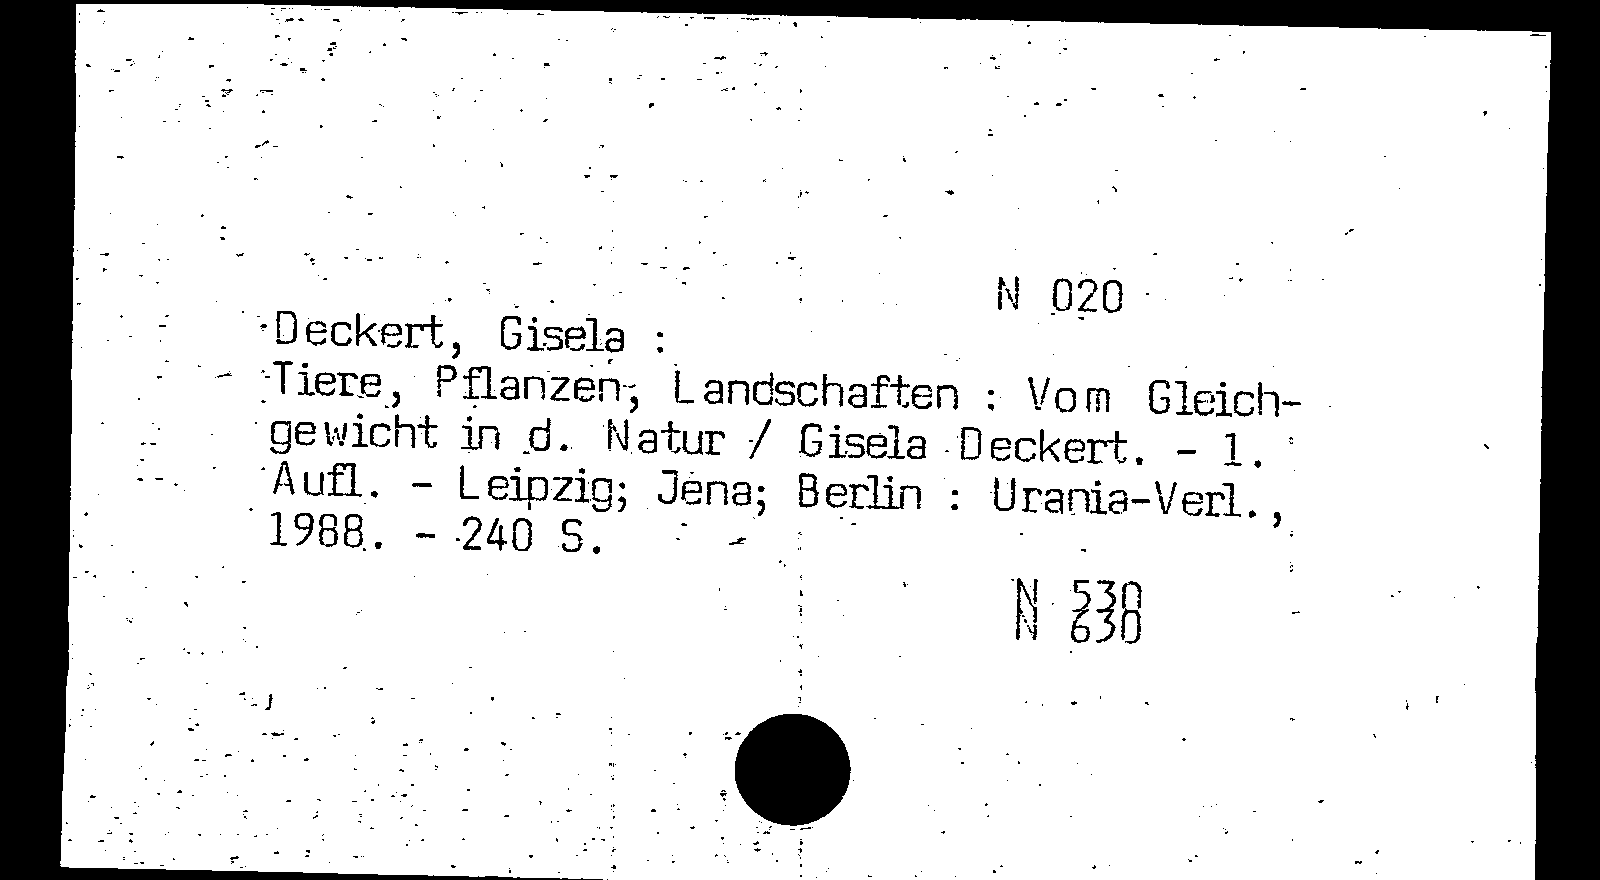 N 020
Deckert, Gisela :
Tiere, Pflanzen, Landschaften : Vom Gleich-
gewicht in d. Natur / Gisela Deckert. - 1.
Aufl. - Leipzig; Jena; Berlin : Urania-Verl.,
1988. - 240 S.
N 530
N 630